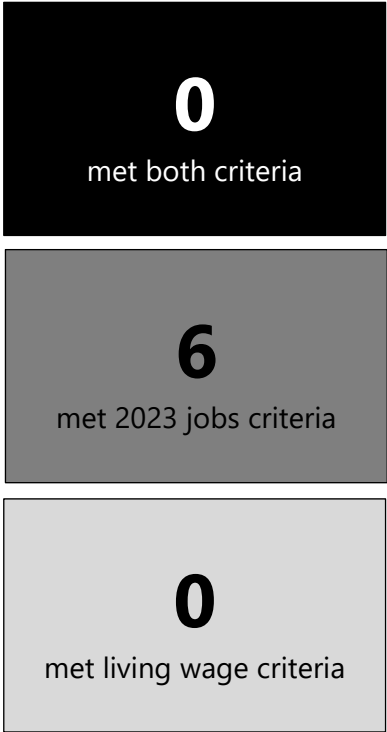 0
met both criteria
6
met 2023 jobs criteria
0
met living wage criteria